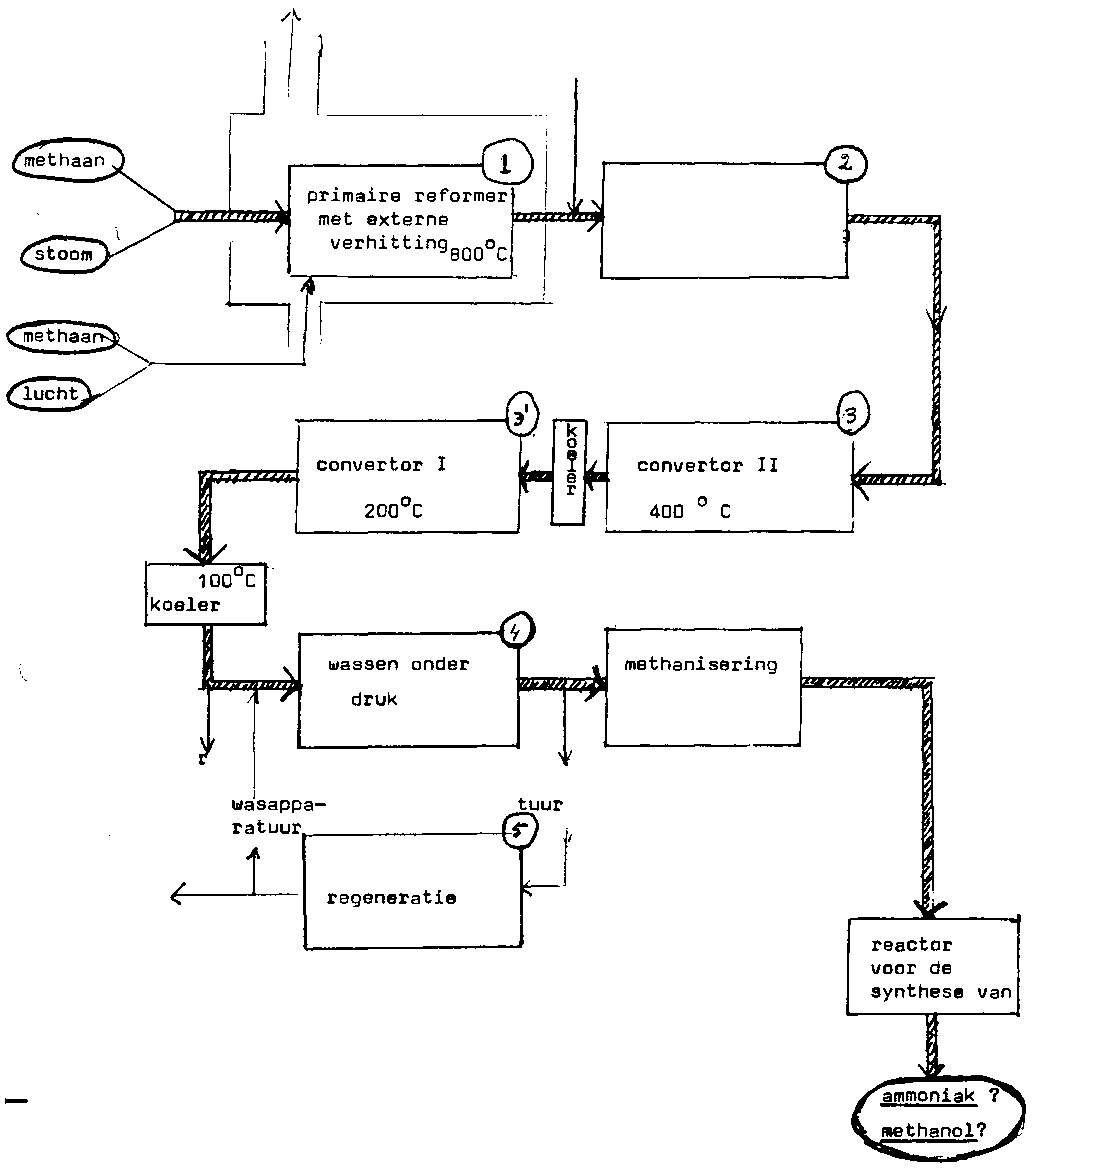 methaan
1
2
primaire reformer
met externe
verhitting 800°C
stoom
methaan
lucht
3'
koeler
3
convertor I
200°C
convertor II
400 °C
100°C
koeler
4
wassen onder
druk
methanisering
r
wasappa-
ratuur
tuur
5
regeneratie
reactor
voor de
synthese van
ammoniak ?
methanol?